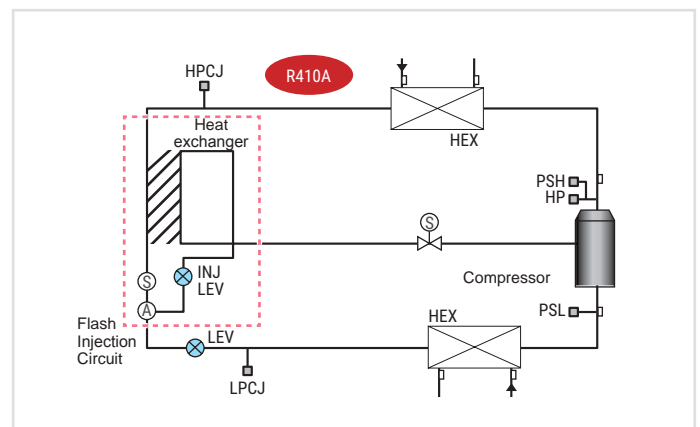 HPCJ
R410A
Heat
exchanger
HEX
PSH
HP
S
INJ
LEV
Compressor
S
A
HEX
PSL
Flash
Injection
Circuit
LEV
LPCJ